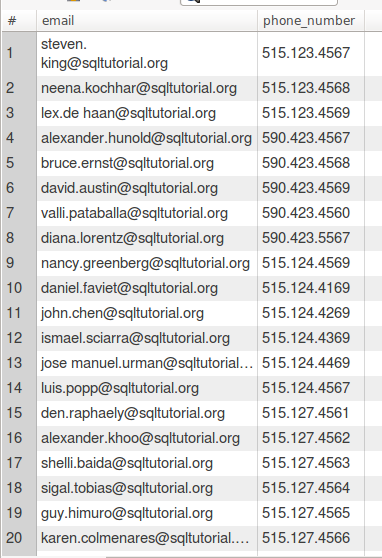 # email phone_number
1 steven.
king@sqltutorial.org 515.123.4567
2 neena.kochhar@sqltutorial.org 515.123.4568
3 lex.de haan@sqltutorial.org 515.123.4569
4 alexander.hunold@sqltutorial.org 590.423.4567
5 bruce.ernst@sqltutorial.org 590.423.4568
6 david.austin@sqltutorial.org 590.423.4569
7 valli.pataballa@sqltutorial.org 590.423.4560
8 diana.lorentz@sqltutorial.org 590.423.5567
9 nancy.greenberg@sqltutorial.org 515.124.4569
10 daniel.faviet@sqltutorial.org 515.124.4169
11 john.chen@sqltutorial.org 515.124.4269
12 ismael.sciarra@sqltutorial.org 515.124.4369
13 jose manuel.urman@sqltutorial... 515.124.4469
14 luis.popp@sqltutorial.org 515.124.4567
15 den.raphaely@sqltutorial.org 515.127.4561
16 alexander.khoo@sqltutorial.org 515.127.4562
17 shelli.baida@sqltutorial.org 515.127.4563
18 sigal.tobias@sqltutorial.org 515.127.4564
19 guy.himuro@sqltutorial.org 515.127.4565
20 karen.colmenares@sqltutorial.... 515.127.4566